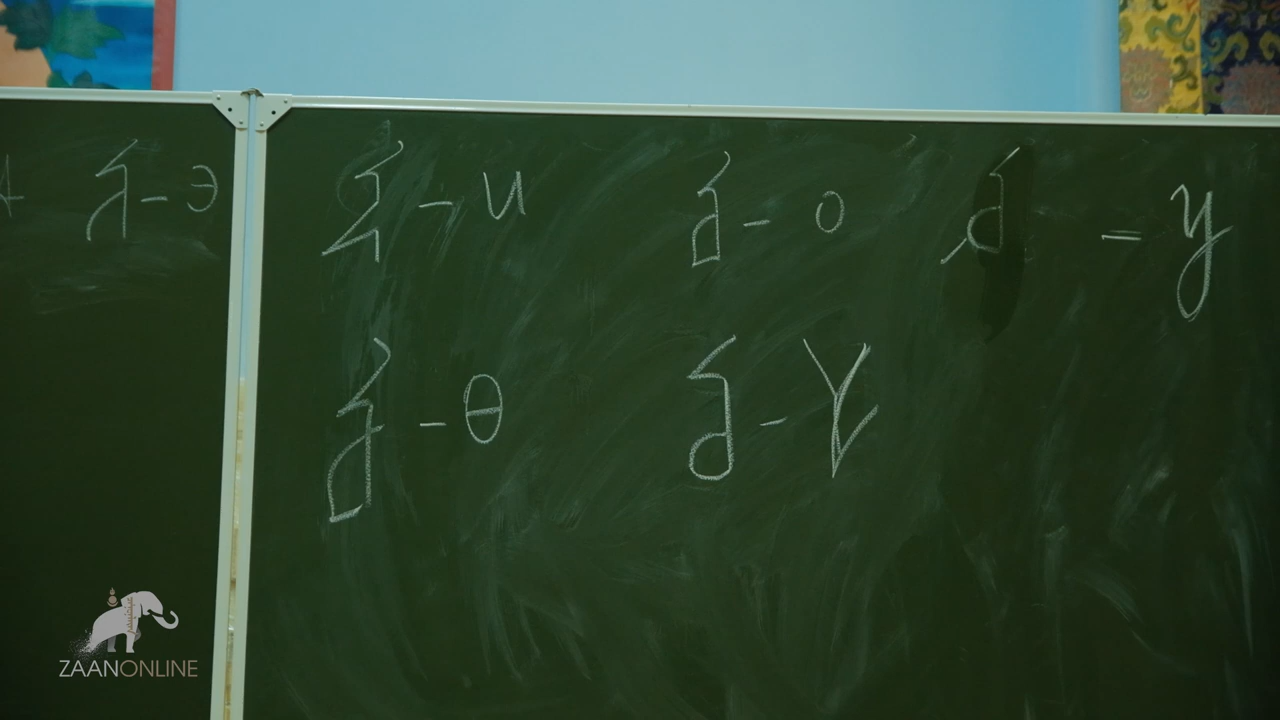 ᡄ - э
ᡅ - и ᡆ - о ᡇ = у
ᡈ - ө ᡉ - ү
ZAANONLINE